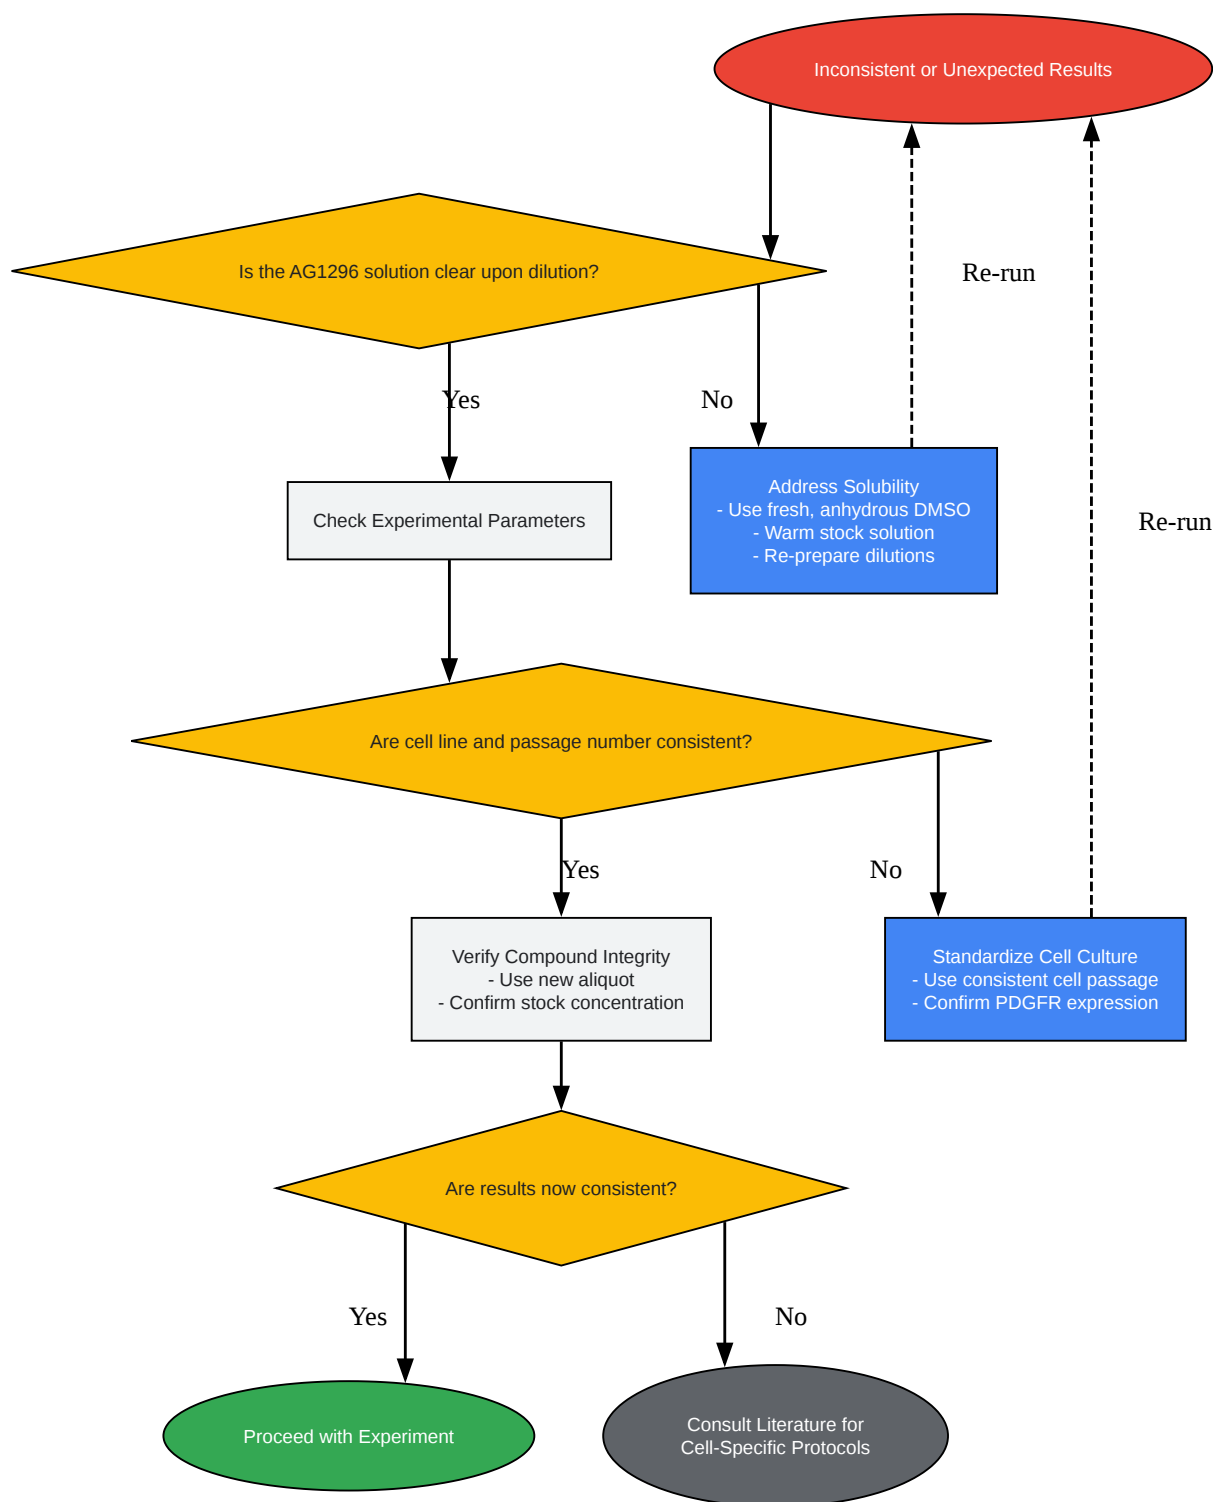 Inconsistent or Unexpected Results
Is the AG1296 solution clear upon dilution?
Re-run
Yes
No
Address Solubility
- Use fresh, anhydrous DMSO
- Warm stock solution
- Re-prepare dilutions
Check Experimental Parameters
Re-run
Are cell line and passage number consistent?
Yes
No
Verify Compound Integrity
- Use new aliquot
- Confirm stock concentration
Standardize Cell Culture
- Use consistent cell passage
- Confirm PDGFR expression
Are results now consistent?
Yes
No
Proceed with Experiment
Consult Literature for
Cell-Specific Protocols